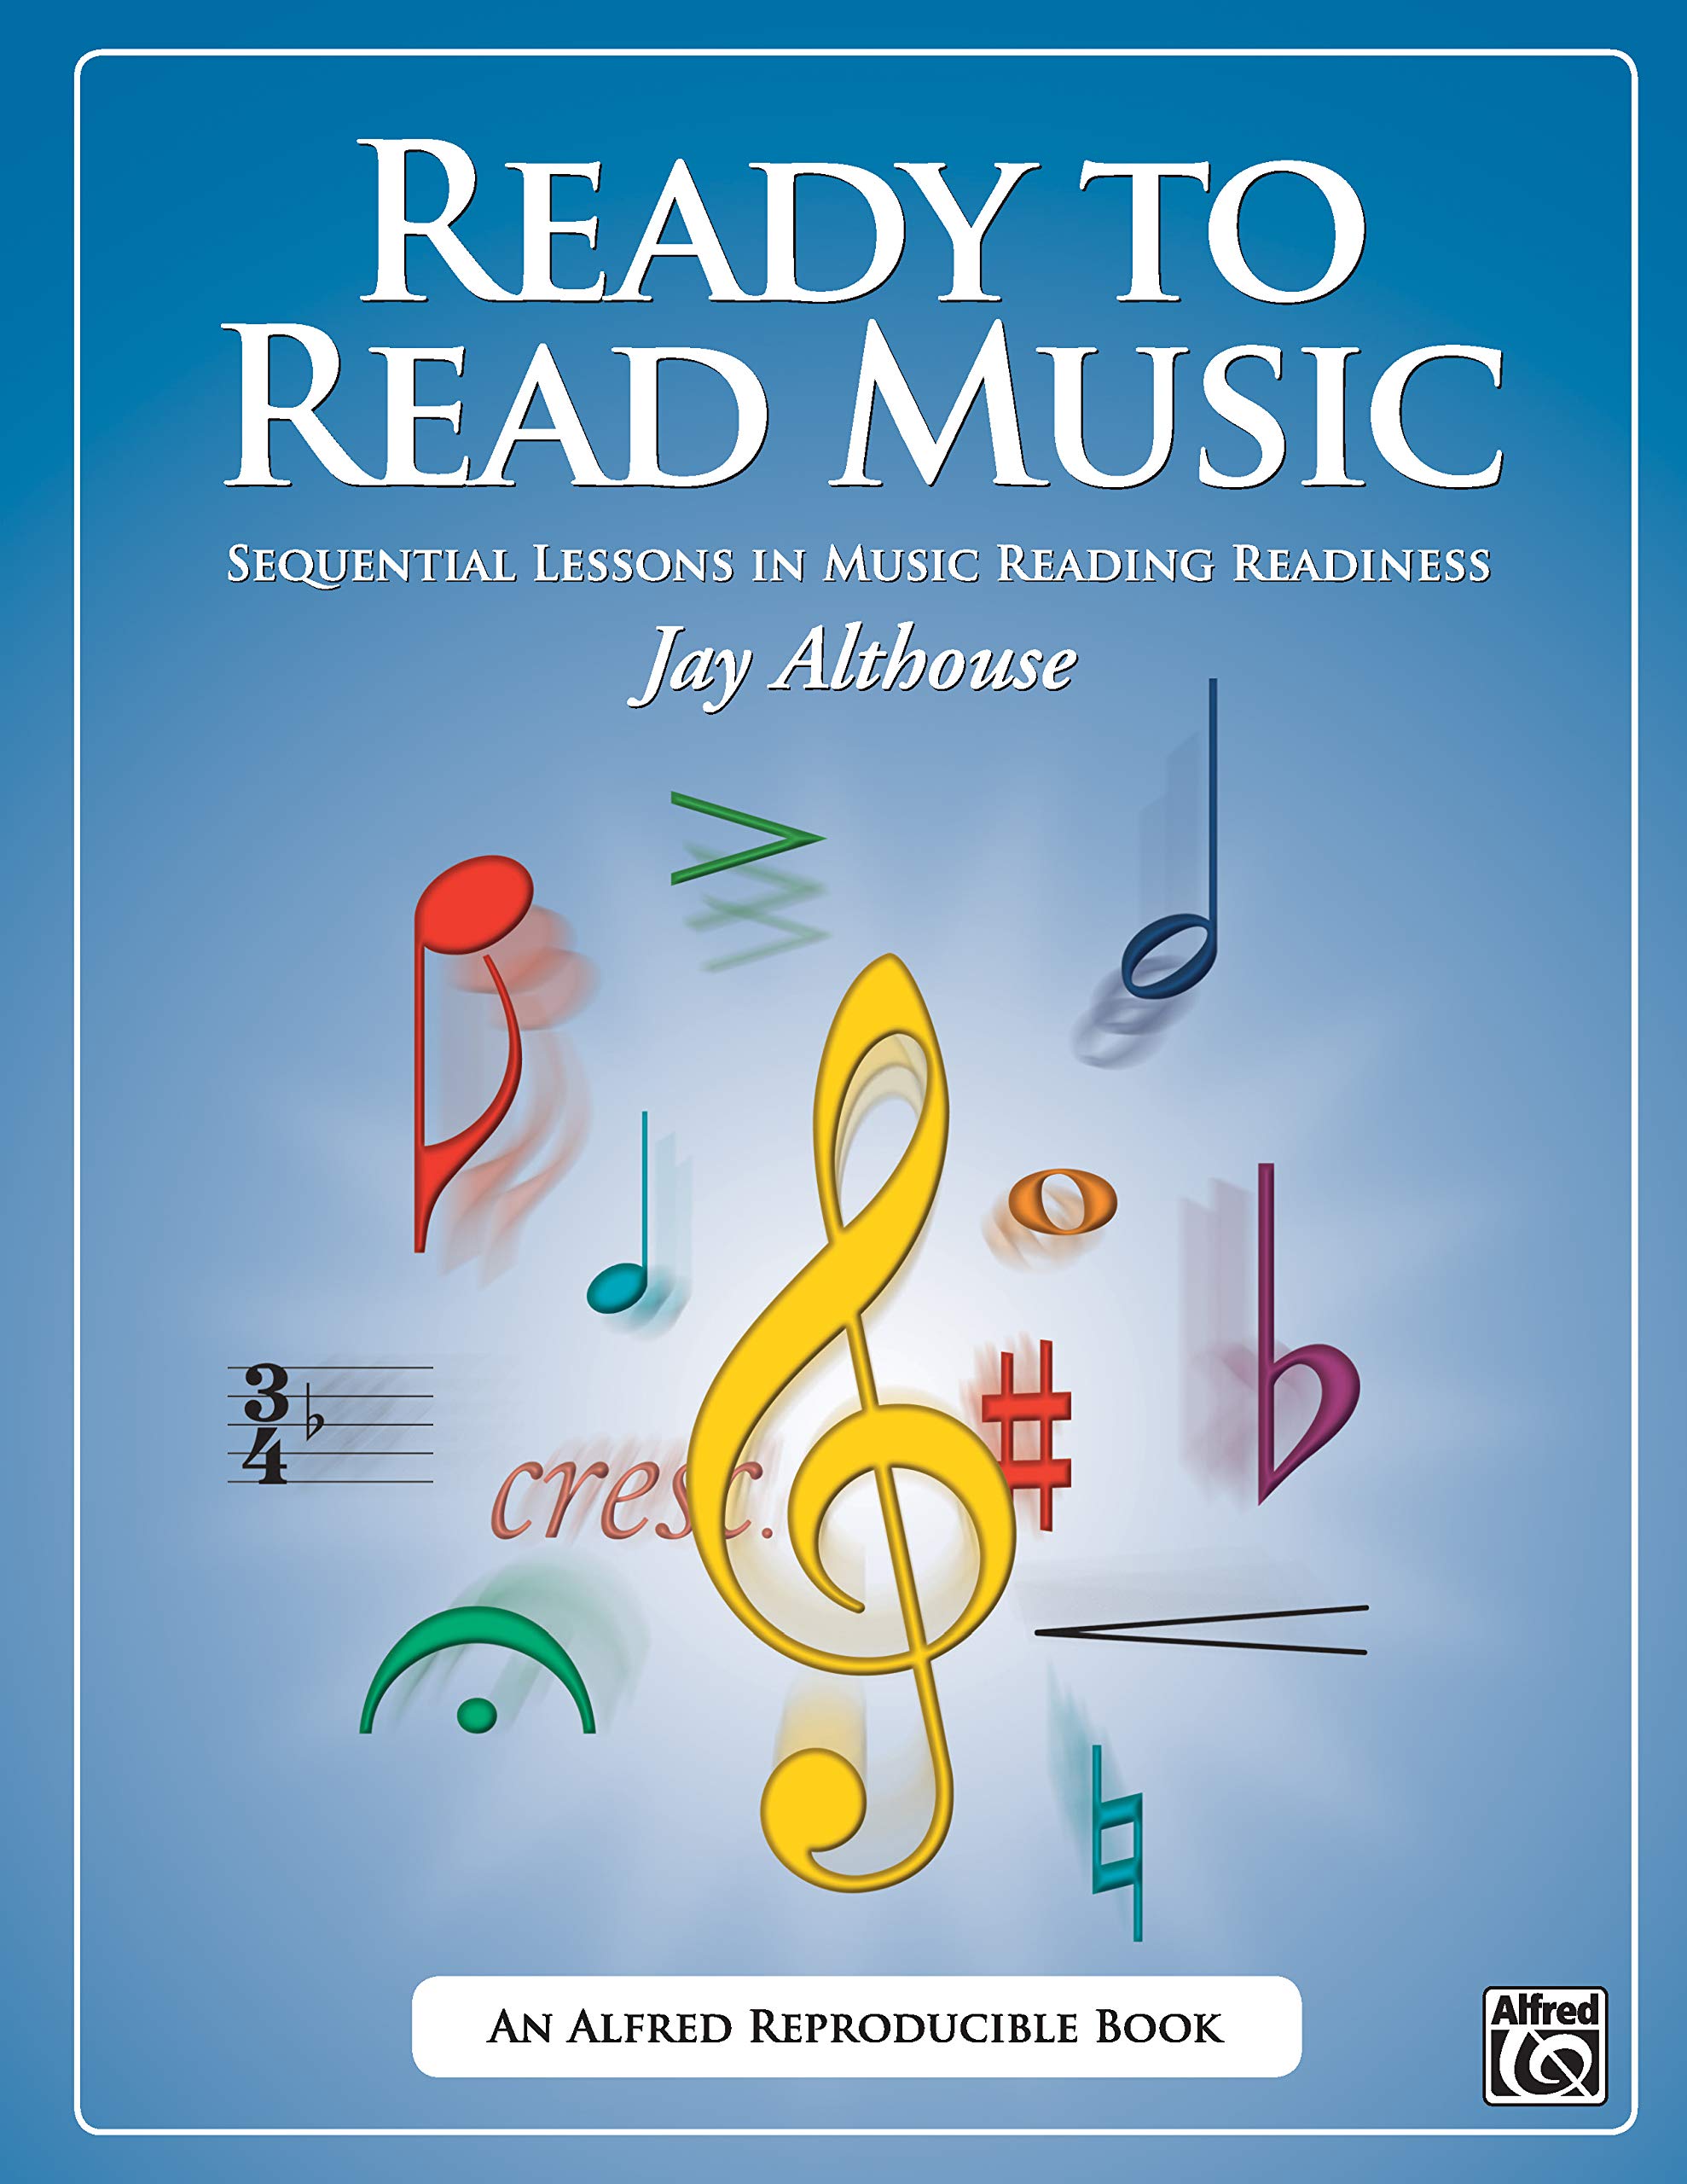 READY TO
READ MUSIC
SEQUENTIAL LESSONS IN MUSIC READING READINESS
Jay Althouse
3
4
cresc.
AN ALFRED REPRODUCIBLE BOOK
Alfred